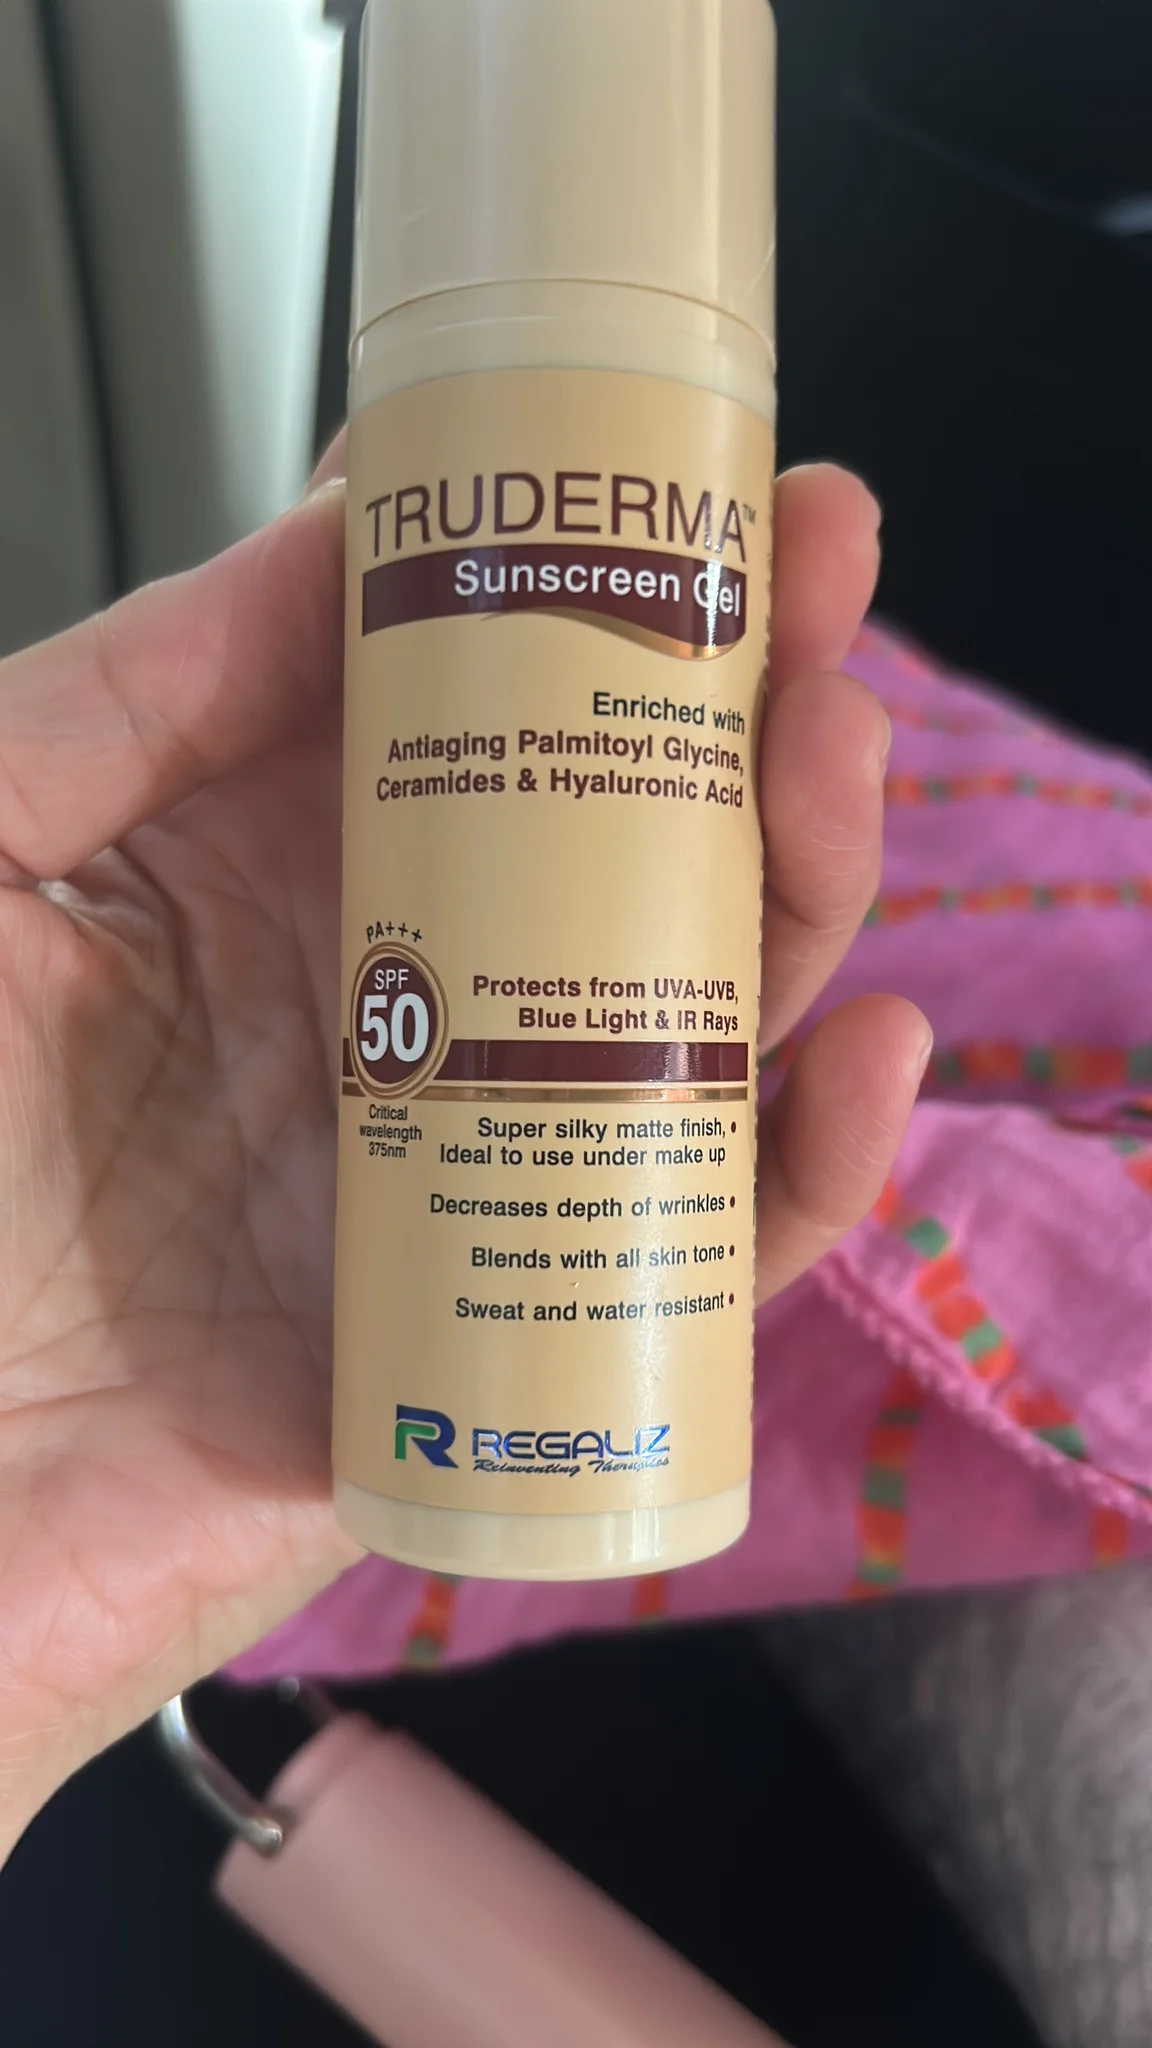 TRUDERMA™
Sunscreen Gel
Enriched with
Antiaging Palmitoyl Glycine,
Ceramides & Hyaluronic Acid
PA+++
SPF
50
Critical
wavelength
375nm
Protects from UVA-UVB,
Blue Light & IR Rays
Super silky matte finish, •
Ideal to use under make up
Decreases depth of wrinkles •
Blends with all skin tone •
Sweat and water resistant •
REGALIZ
Reinventing Therapies